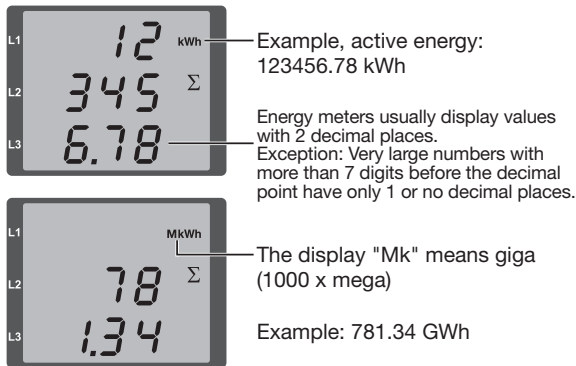 L1
12 kWh
L2
345 Σ
L3
6.78
Example, active energy:
123456.78 kWh
Energy meters usually display values
with 2 decimal places.
Exception: Very large numbers with
more than 7 digits before the decimal
point have only 1 or no decimal places.
L1
MkWh
L2
78 Σ
L3
1.34
The display "Mk" means giga
(1000 x mega)
Example: 781.34 GWh